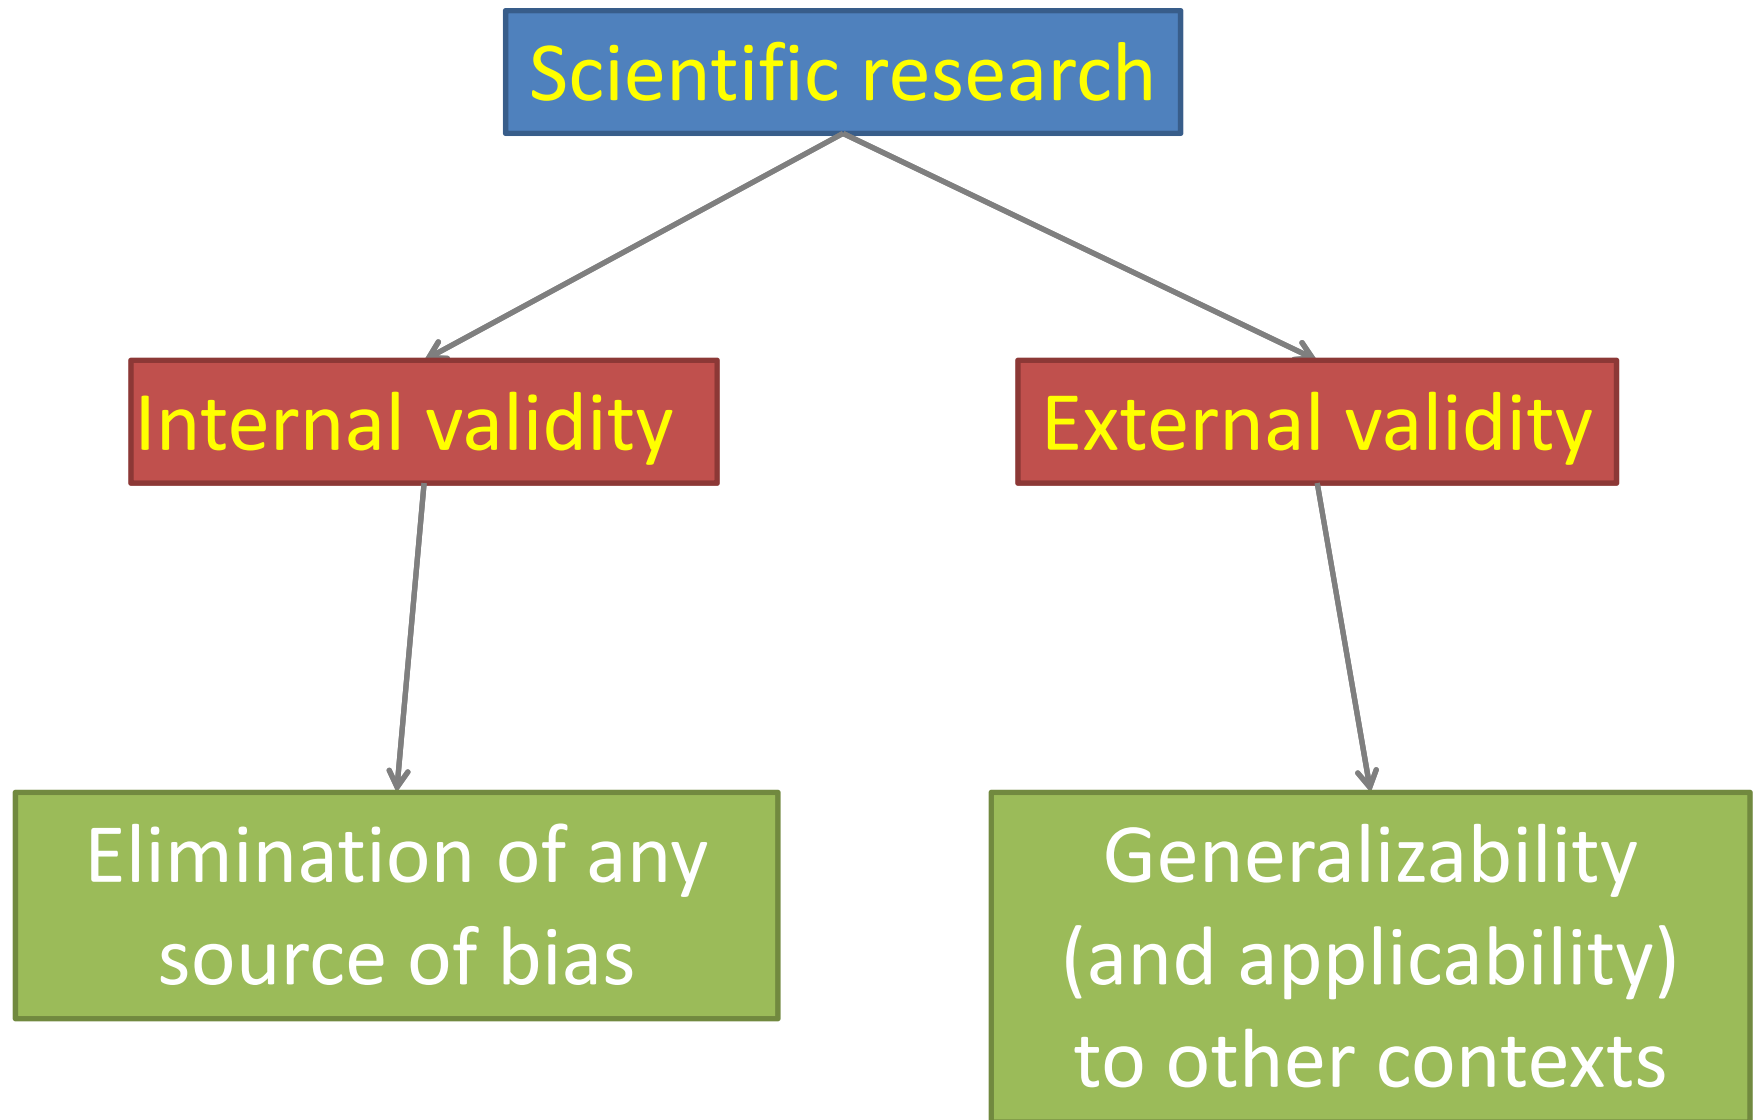 Scientific research
Internal validity
External validity
Elimination of any
source of bias
Generalizability
(and applicability)
to other contexts